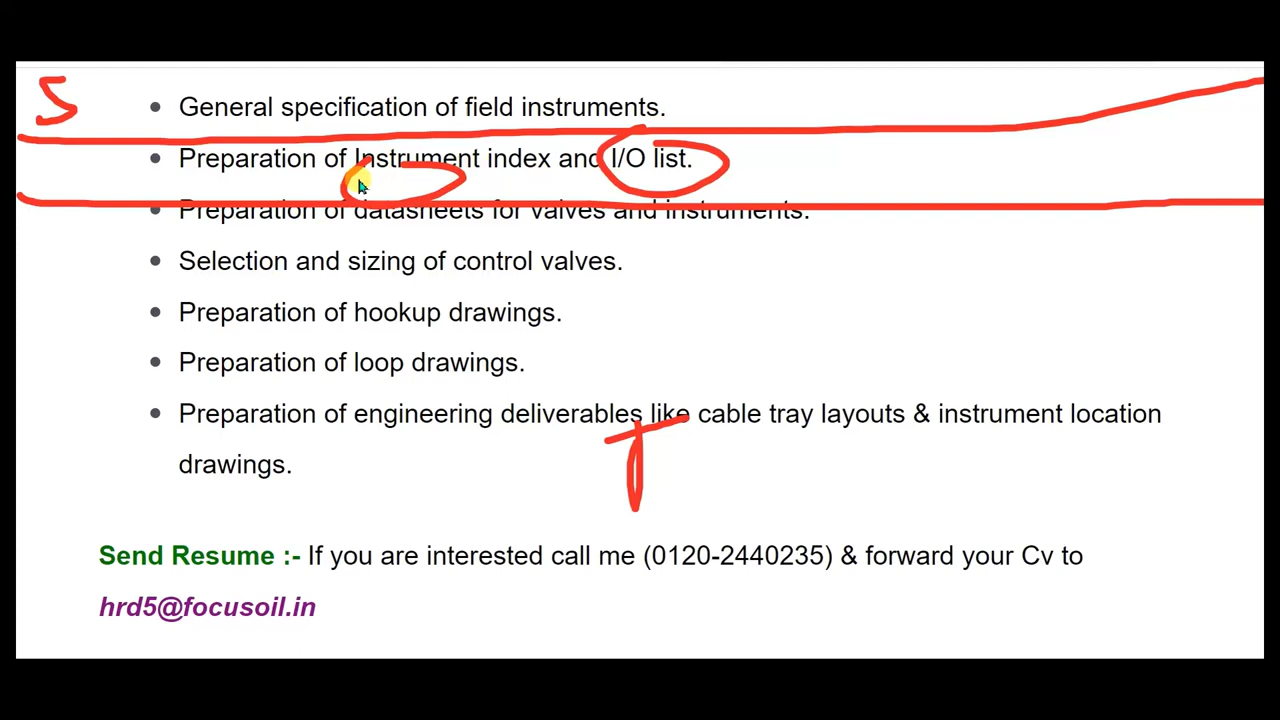 General specification of field instruments.
Preparation of Instrument index and I/O list.
Preparation of datasheets for valves and instruments.
Selection and sizing of control valves.
Preparation of hookup drawings.
Preparation of loop drawings.
Preparation of engineering deliverables like cable tray layouts & instrument location
drawings.
Send Resume :- If you are interested call me (0120-2440235) & forward your Cv to
hrd5@focusoil.in